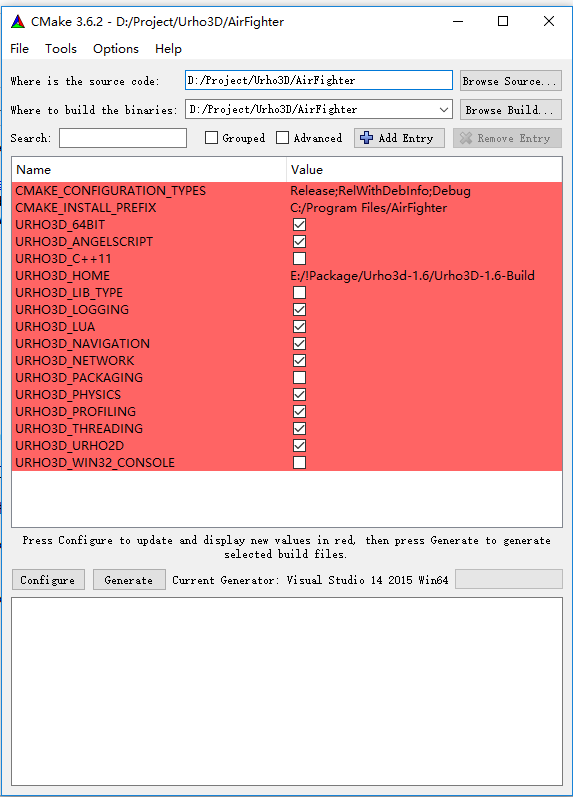 CMake 3.6.2 - D:/Project/Urho3D/AirFighter
File Tools Options Help
Where is the source code: D:/Project/Urho3D/AirFighter Browse Source...
Where to build the binaries: D:/Project/Urho3D/AirFighter Browse Build...
Search: Grouped Advanced Add Entry Remove Entry
Name Value
CMAKE_CONFIGURATION_TYPES Release;RelWithDebInfo;Debug
CMAKE_INSTALL_PREFIX C:/Program Files/AirFighter
URHO3D_64BIT
URHO3D_ANGELSCRIPT
URHO3D_C++11
URHO3D_HOME E:/!Package/Urho3d-1.6/Urho3D-1.6-Build
URHO3D_LIB_TYPE
URHO3D_LOGGING
URHO3D_LUA
URHO3D_NAVIGATION
URHO3D_NETWORK
URHO3D_PACKAGING
URHO3D_PHYSICS
URHO3D_PROFILING
URHO3D_THREADING
URHO3D_URHO2D
URHO3D_WIN32_CONSOLE
Press Configure to update and display new values in red, then press Generate to generate
selected build files.
Configure Generate Current Generator: Visual Studio 14 2015 Win64